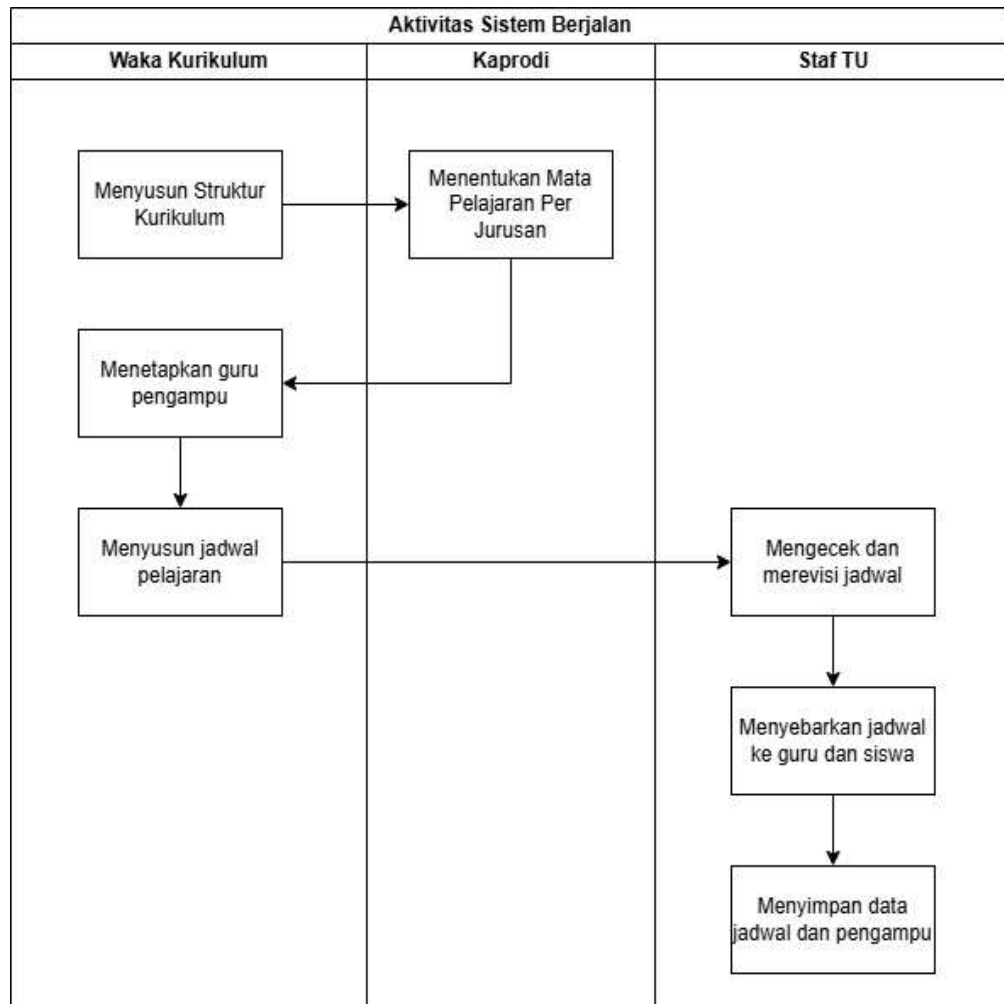 Aktivitas Sistem Berjalan
Waka Kurikulum
Kaprodi
Staf TU
Menyusun Struktur
Kurikulum
Menentukan Mata
Pelajaran Per
Jurusan
Menetapkan guru
pengampu
Menyusun jadwal
pelajaran
Mengecek dan
merevisi jadwal
Menyebarkan jadwal
ke guru dan siswa
Menyimpan data
jadwal dan pengampu